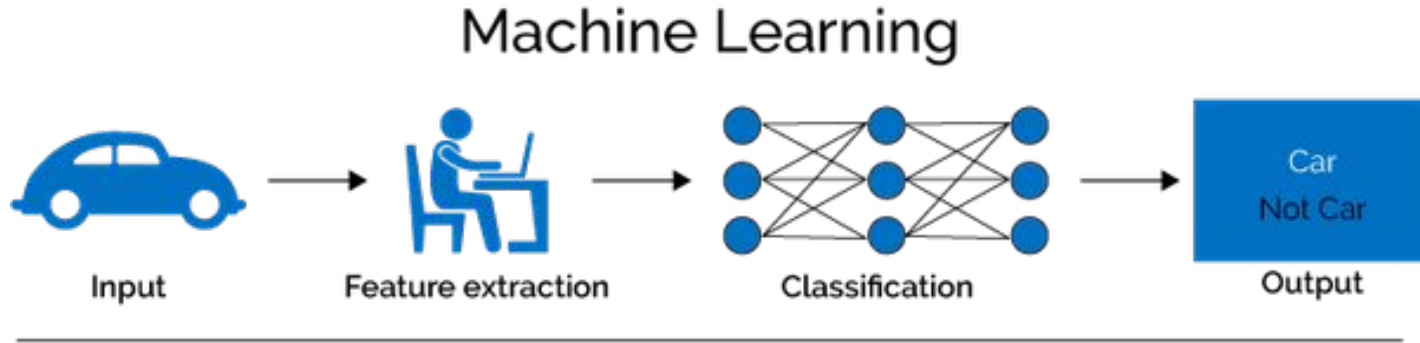 Machine Learning
Car
Not Car
Input
Feature extraction
Classification
Output